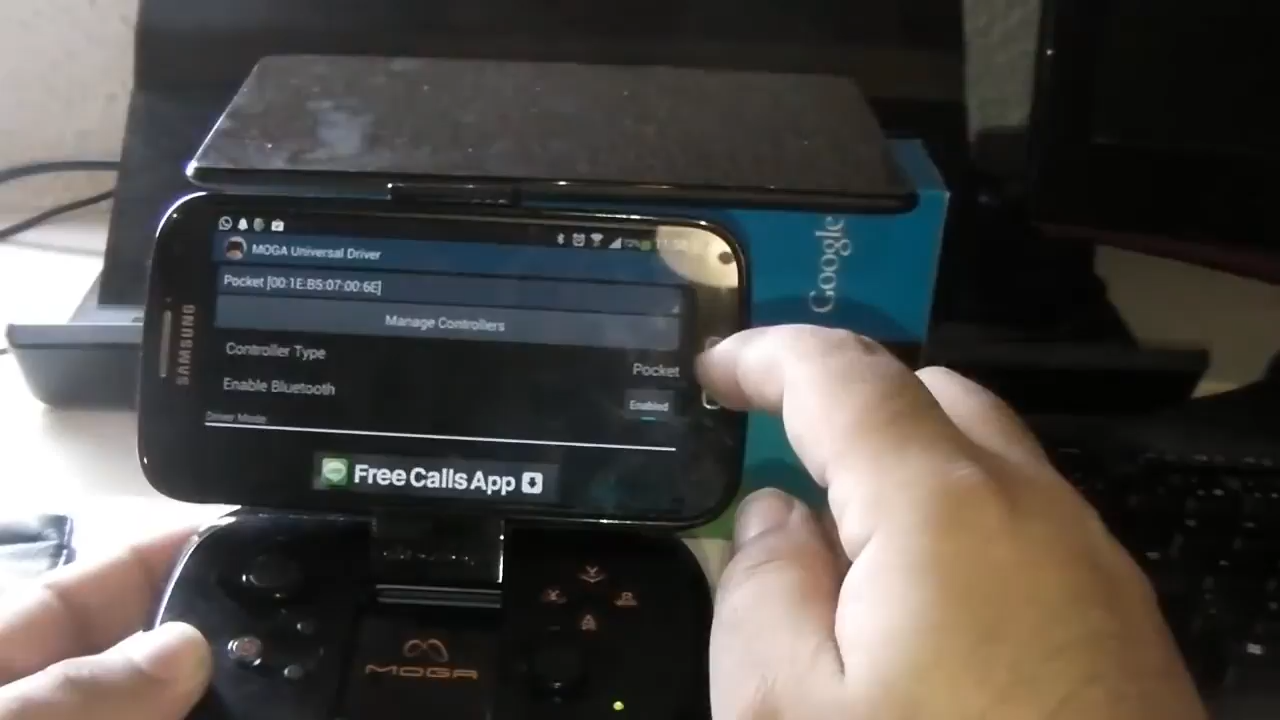 MOGA Universal Driver
Pocket [00:1E:B5:07:00:6E]
Manage Controllers
Controller Type
Pocket
Enable Bluetooth
Enabled
Driver Mode
Free Calls App
SAMSUNG
Google
Y
X
B
A
MOGA